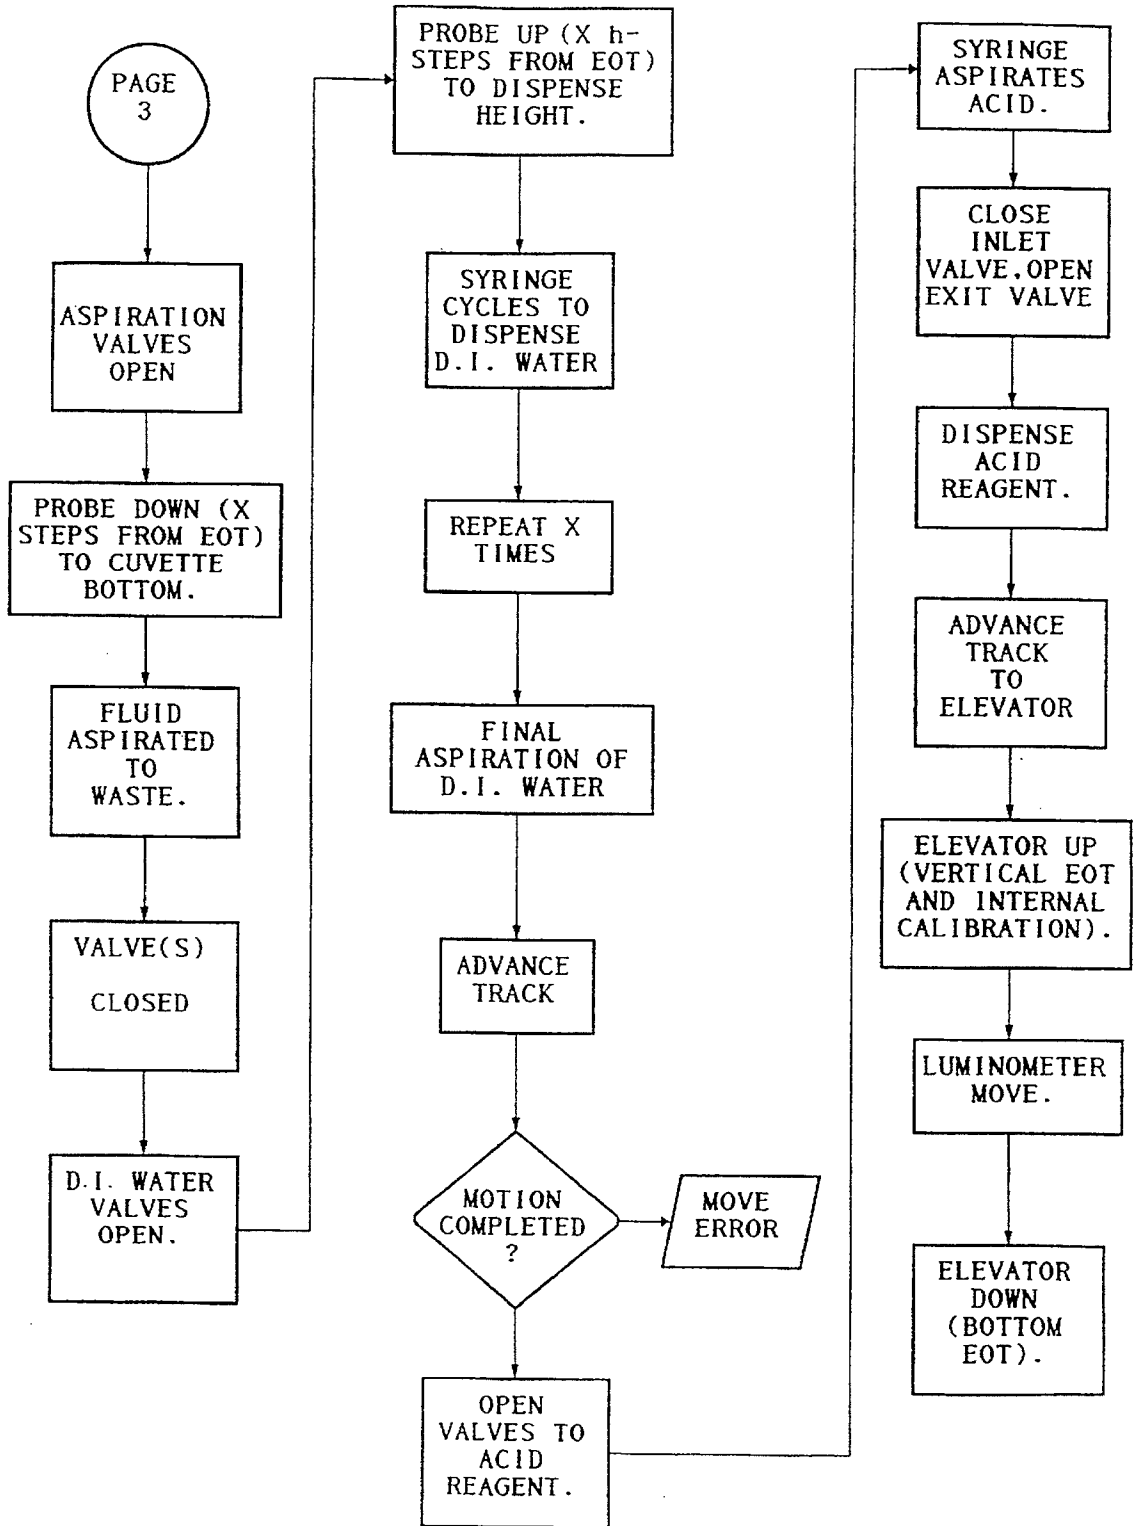 PAGE
3
ASPIRATION
VALVES
OPEN
PROBE DOWN (X
STEPS FROM EOT)
TO CUVETTE
BOTTOM.
FLUID
ASPIRATED
TO
WASTE.
VALVE(S)
CLOSED
D.I. WATER
VALVES
OPEN.
PROBE UP (X h-
STEPS FROM EOT)
TO DISPENSE
HEIGHT.
SYRINGE
CYCLES TO
DISPENSE
D.I. WATER
REPEAT X
TIMES
FINAL
ASPIRATION OF
D.I. WATER
ADVANCE
TRACK
MOTION
COMPLETED
?
MOVE
ERROR
OPEN
VALVES TO
ACID
REAGENT.
SYRINGE
ASPIRATES
ACID.
CLOSE
INLET
VALVE,OPEN
EXIT VALVE
DISPENSE
ACID
REAGENT.
ADVANCE
TRACK
TO
ELEVATOR
ELEVATOR UP
(VERTICAL EOT
AND INTERNAL
CALIBRATION).
LUMINOMETER
MOVE.
ELEVATOR
DOWN
(BOTTOM
EOT).